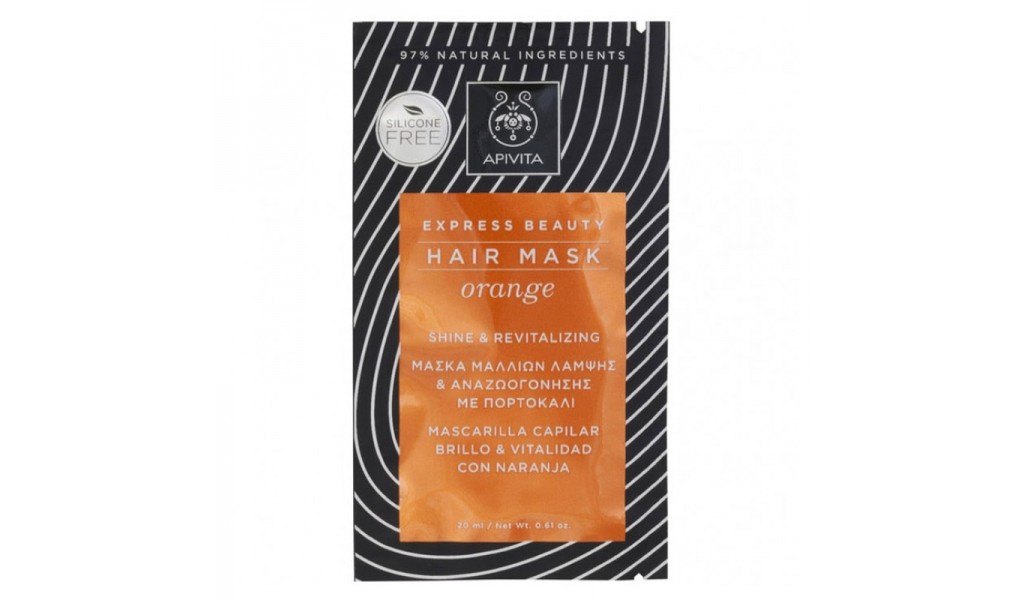 97% NATURAL INGREDIENTS
SILICONE
FREE
APIVITA
EXPRESS BEAUTY
HAIR MASK
orange
SHINE & REVITALIZING
ΜΑΣΚΑ ΜΑΛΛΙΩΝ ΛΑΜΨΗΣ
& ΑΝΑΖΩΟΓΟΝΗΣΗΣ
ΜΕ ΠΟΡΤΟΚΑΛΙ
MASCARILLA CAPILAR
BRILLO & VITALIDAD
CON NARANJA
20 ml / Net Wt. 0.61 oz.